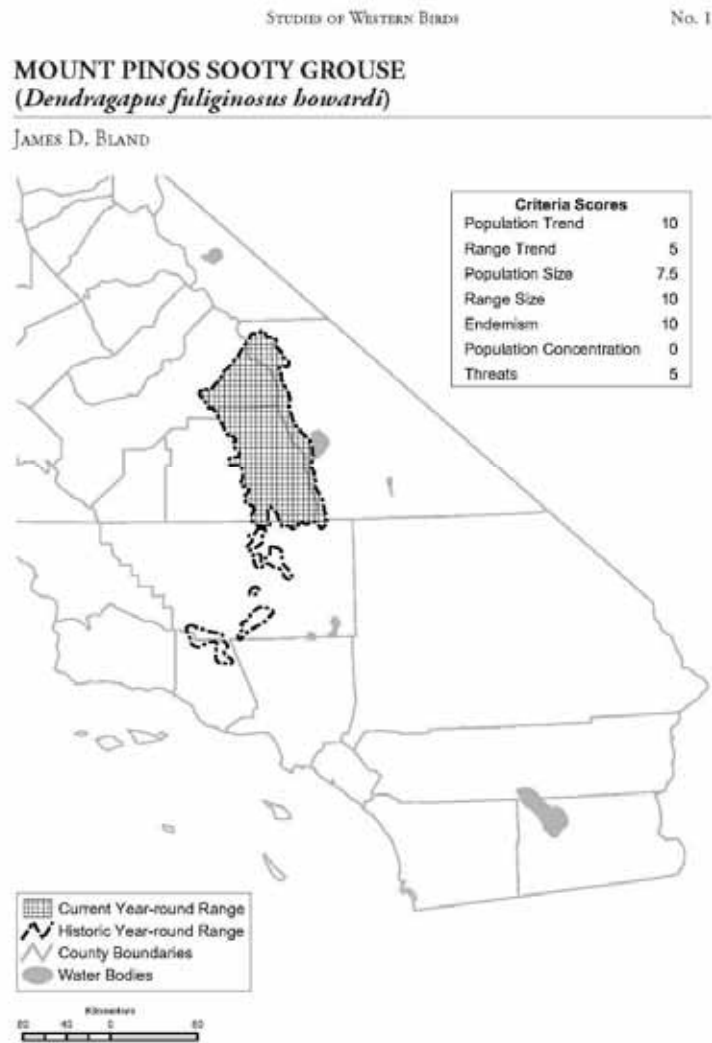 STUDIES OF WESTERN BIRDS No. 1
MOUNT PINOS SOOTY GROUSE
(Dendragapus fuliginosus howardi)
JAMES D. BLAND
Criteria Scores
Population Trend 10
Range Trend 5
Population Size 7.5
Range Size 10
Endemism 10
Population Concentration 0
Threats 5
Current Year-round Range
Historic Year-round Range
County Boundaries
Water Bodies
Kilometers
80 40 0 80